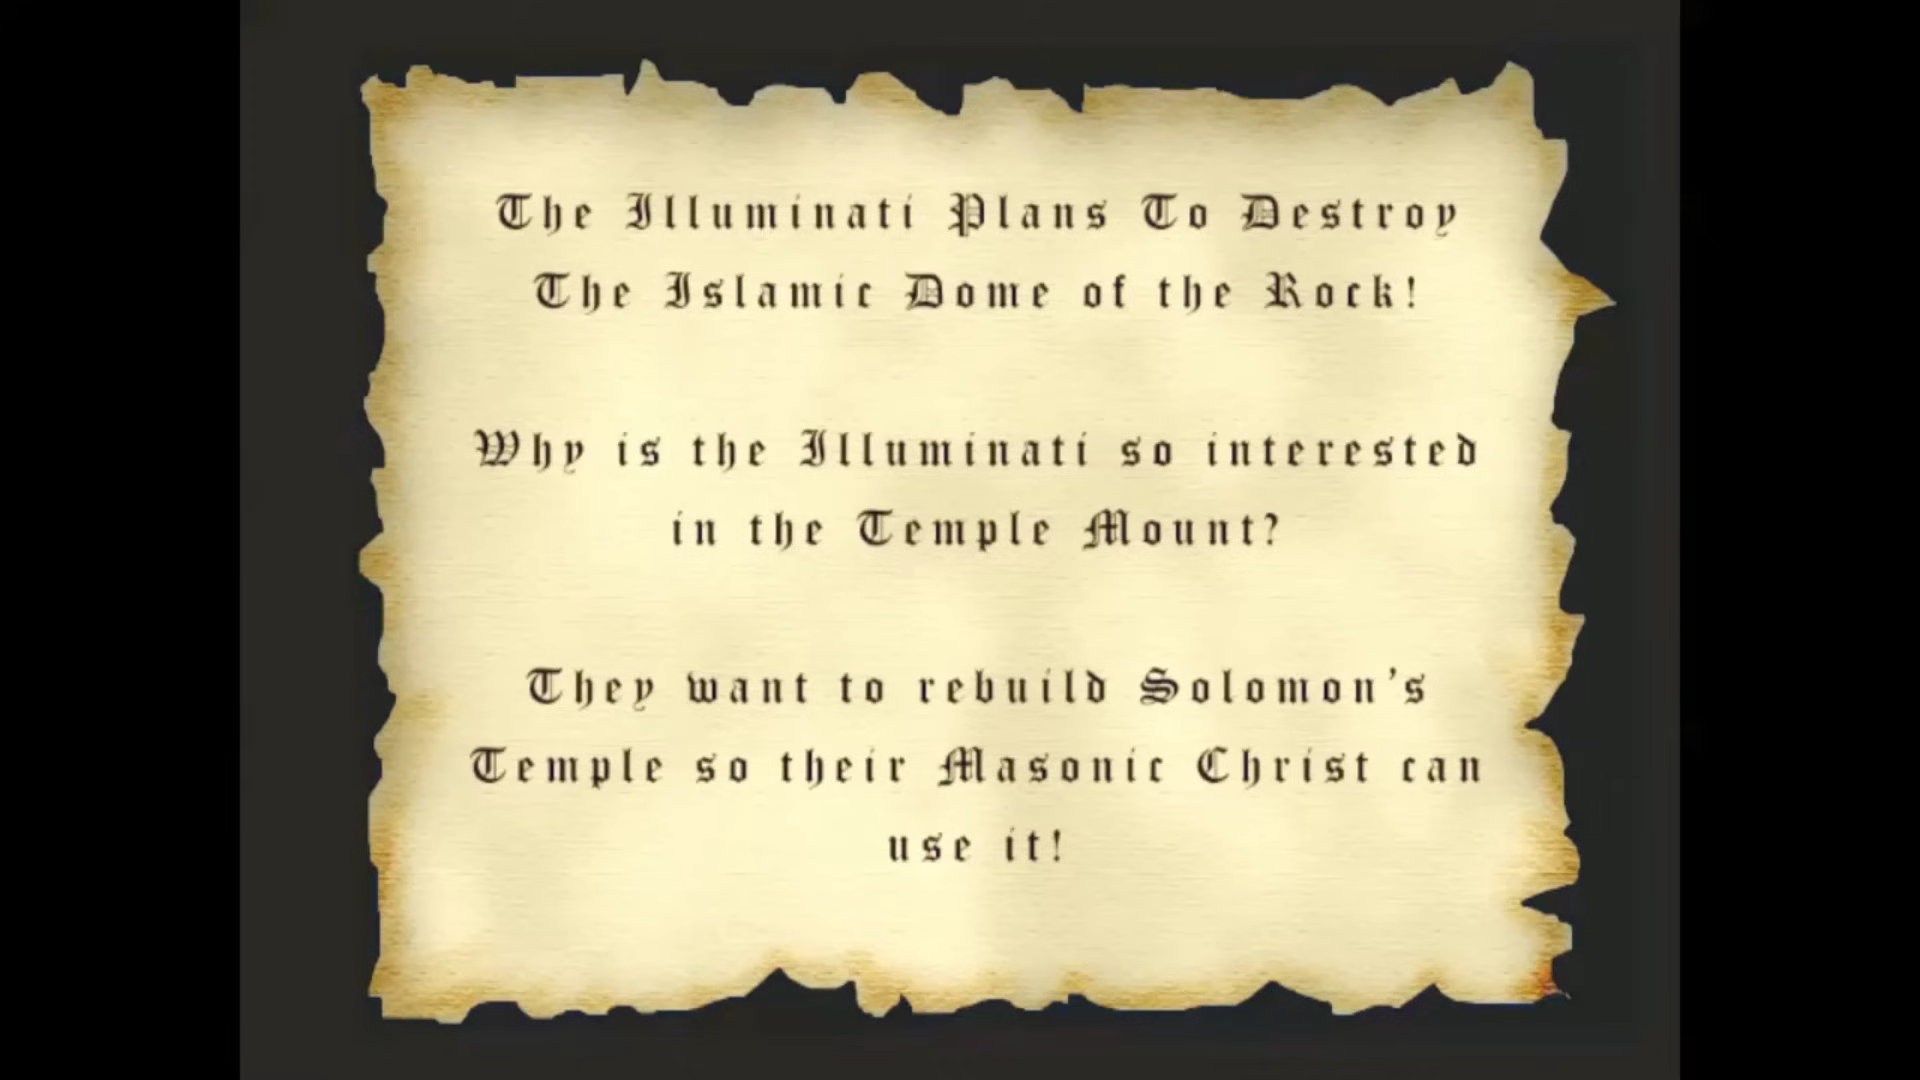 The Illuminati Plans To Destroy
The Islamic Dome of the Rock!
Why is the Illuminati so interested
in the Temple Mount?
They want to rebuild Solomon's
Temple so their Masonic Christ can
use it!